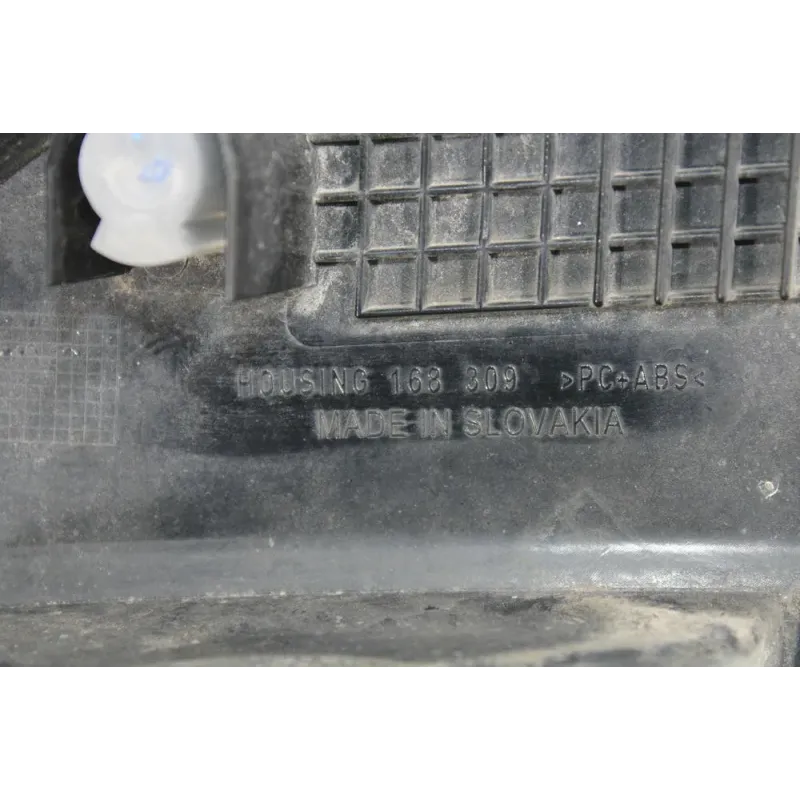 HOUSING 168 309 >PC+ABS<
MADE IN SLOVAKIA